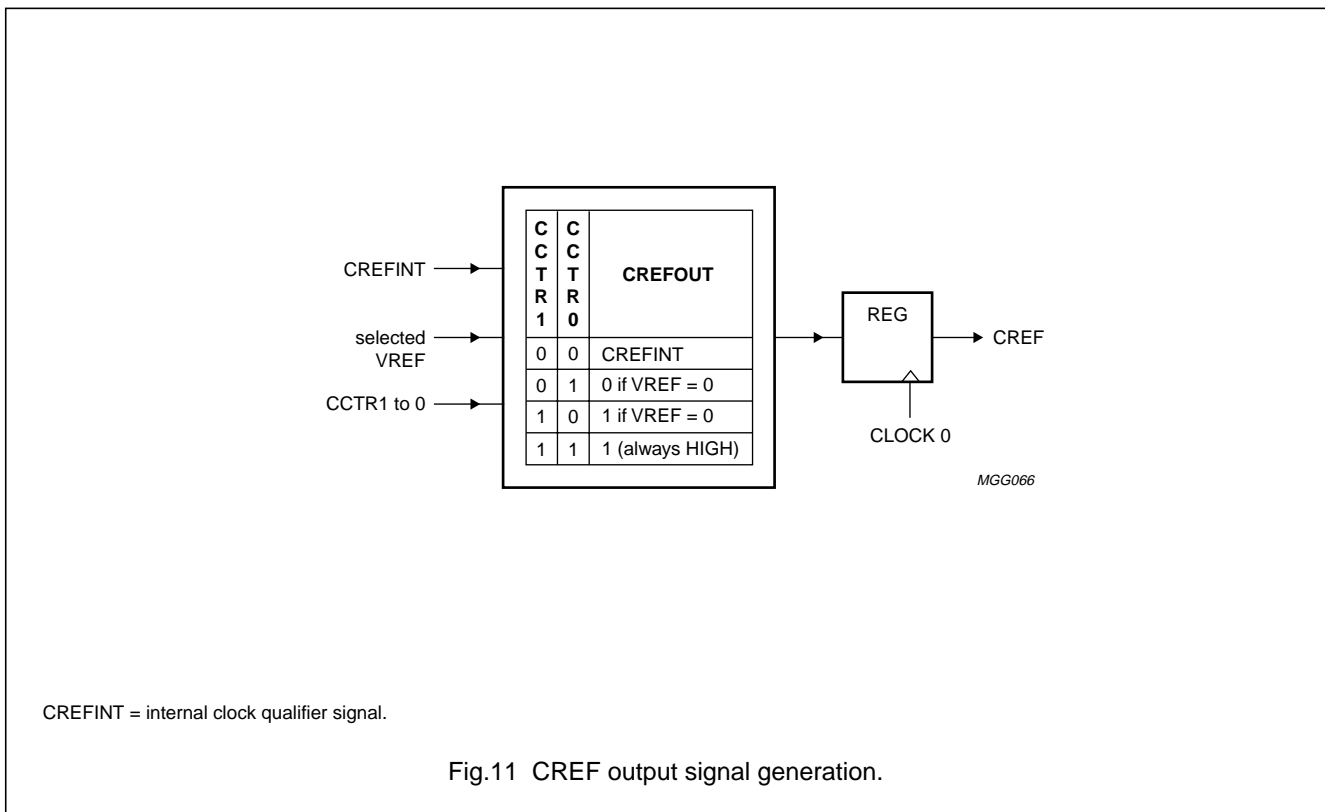 CREFINT
selected
VREF
CCTR1 to 0
CCTR1 CCTR0 CREFOUT
0 0 CREFINT
0 1 0 if VREF = 0
1 0 1 if VREF = 0
1 1 1 (always HIGH)
REG
CREF
CLOCK 0
MGG066
CREFINT = internal clock qualifier signal.
Fig.11 CREF output signal generation.